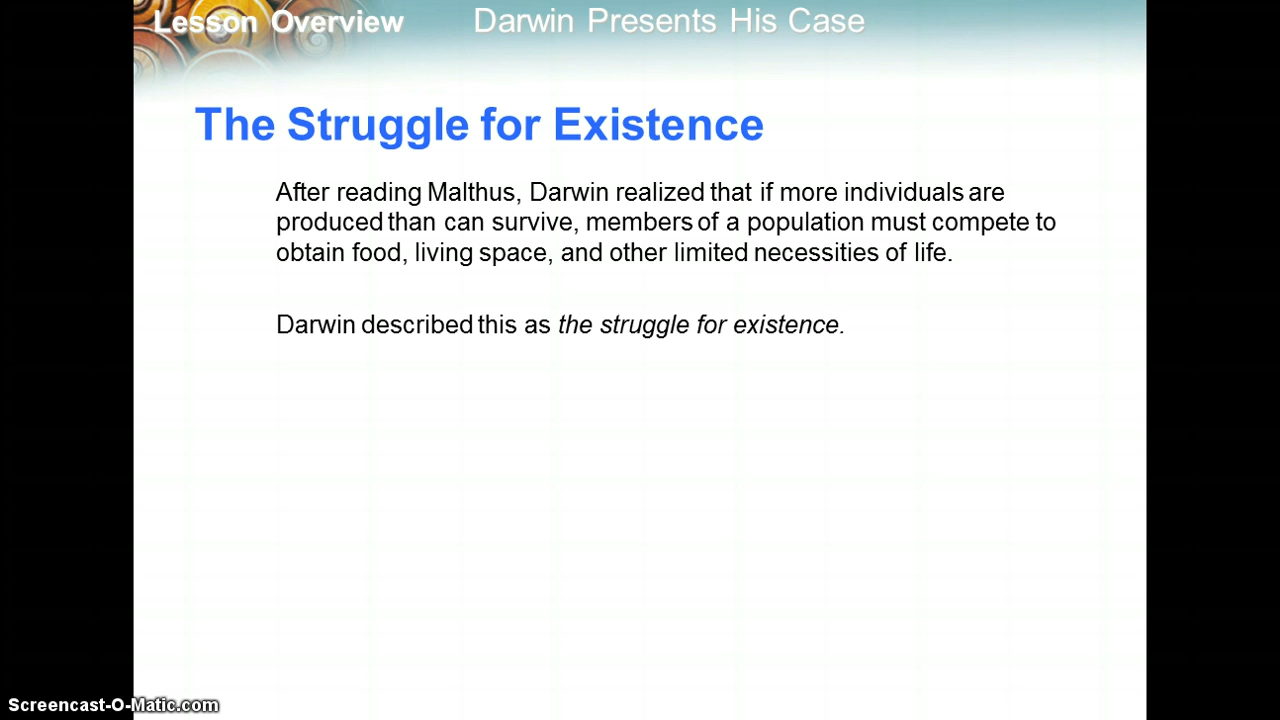 Lesson Overview Darwin Presents His Case
The Struggle for Existence
After reading Malthus, Darwin realized that if more individuals are
produced than can survive, members of a population must compete to
obtain food, living space, and other limited necessities of life.
Darwin described this as the struggle for existence.
Screencast-O-Matic.com